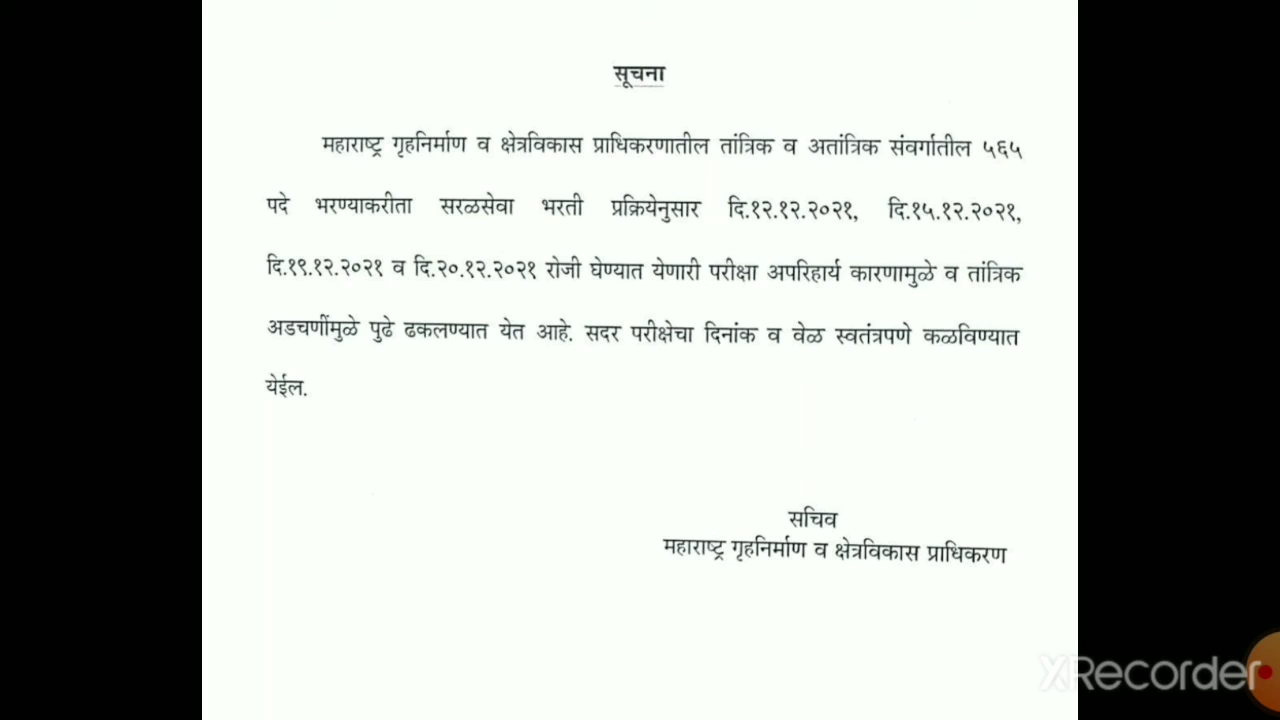 सूचना
महाराष्ट्र गृहनिर्माण व क्षेत्रविकास प्राधिकरणातील तांत्रिक व अतांत्रिक संवर्गातील ५६५
पदे भरण्याकरीता सरळसेवा भरती प्रक्रियेनुसार दि.१२.१२.२०२१, दि.१५.१२.२०२१,
दि.१९.१२.२०२१ व दि.२०.१२.२०२१ रोजी घेण्यात येणारी परीक्षा अपरिहार्य कारणामुळे व तांत्रिक
अडचणींमुळे पुढे ढकलण्यात येत आहे. सदर परीक्षेचा दिनांक व वेळ स्वतंत्रपणे कळविण्यात
येईल.
सचिव
महाराष्ट्र गृहनिर्माण व क्षेत्रविकास प्राधिकरण
XRecorder